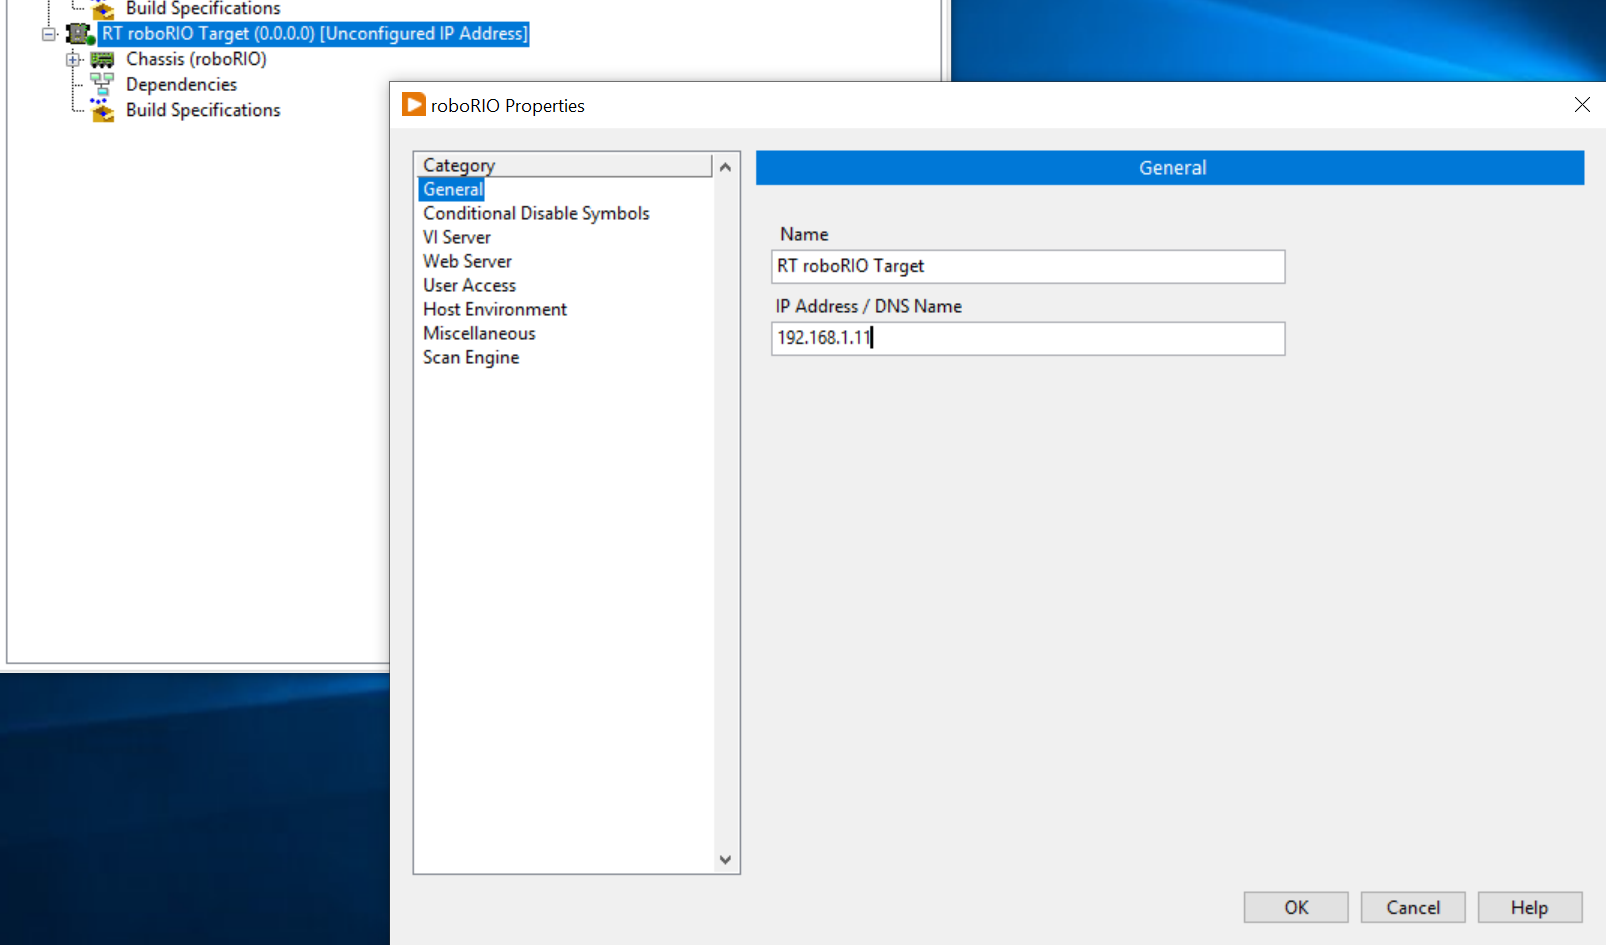 Build Specifications
RT roboRIO Target (0.0.0.0) [Unconfigured IP Address]
Chassis (roboRIO)
Dependencies
Build Specifications
roboRIO Properties
Category
General
Conditional Disable Symbols
VI Server
Web Server
User Access
Host Environment
Miscellaneous
Scan Engine
General
Name
RT roboRIO Target
IP Address / DNS Name
192.168.1.11
OK
Cancel
Help